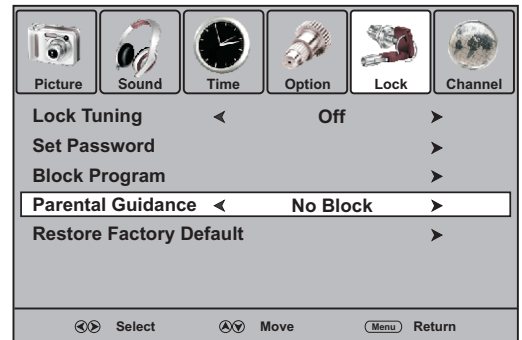 Picture Sound Time Option Lock Channel
Lock Tuning Off
Set Password
Block Program
Parental Guidance No Block
Restore Factory Default
Select Move Menu Return